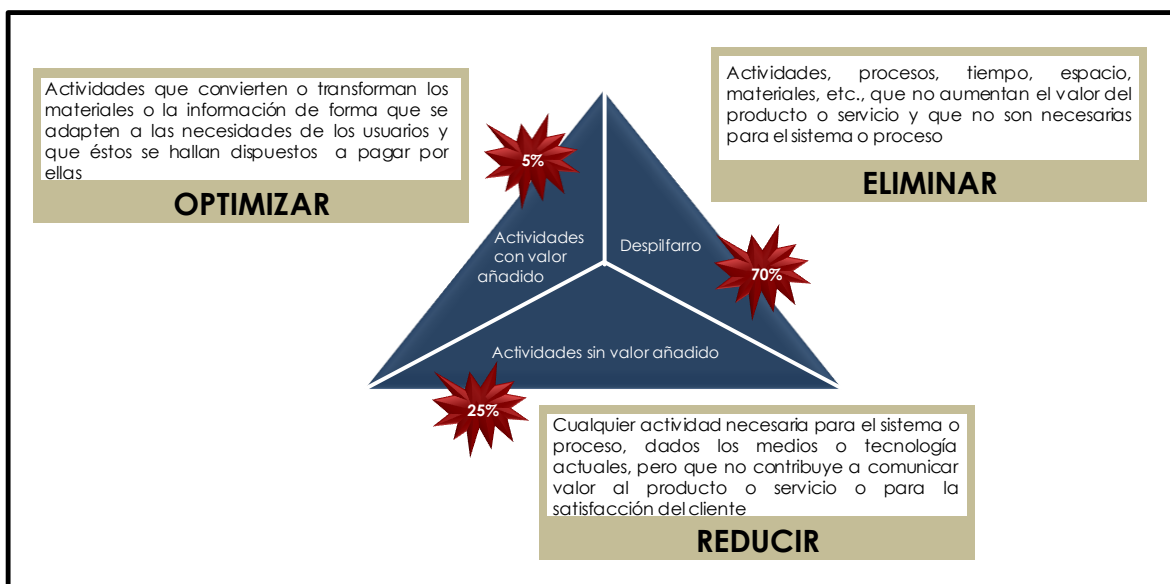 Actividades que convierten o transforman los
materiales o la información de forma que se
adapten a las necesidades de los usuarios y
que éstos se hallan dispuestos a pagar por
ellas
OPTIMIZAR
Actividades, procesos, tiempo, espacio,
materiales, etc., que no aumentan el valor del
producto o servicio y que no son necesarias
para el sistema o proceso
ELIMINAR
5%
Actividades
con valor
añadido
Despilfarro
70%
Actividades sin valor añadido
25%
Cualquier actividad necesaria para el sistema o
proceso, dados los medios o tecnología
actuales, pero que no contribuye a comunicar
valor al producto o servicio o para la
satisfacción del cliente
REDUCIR